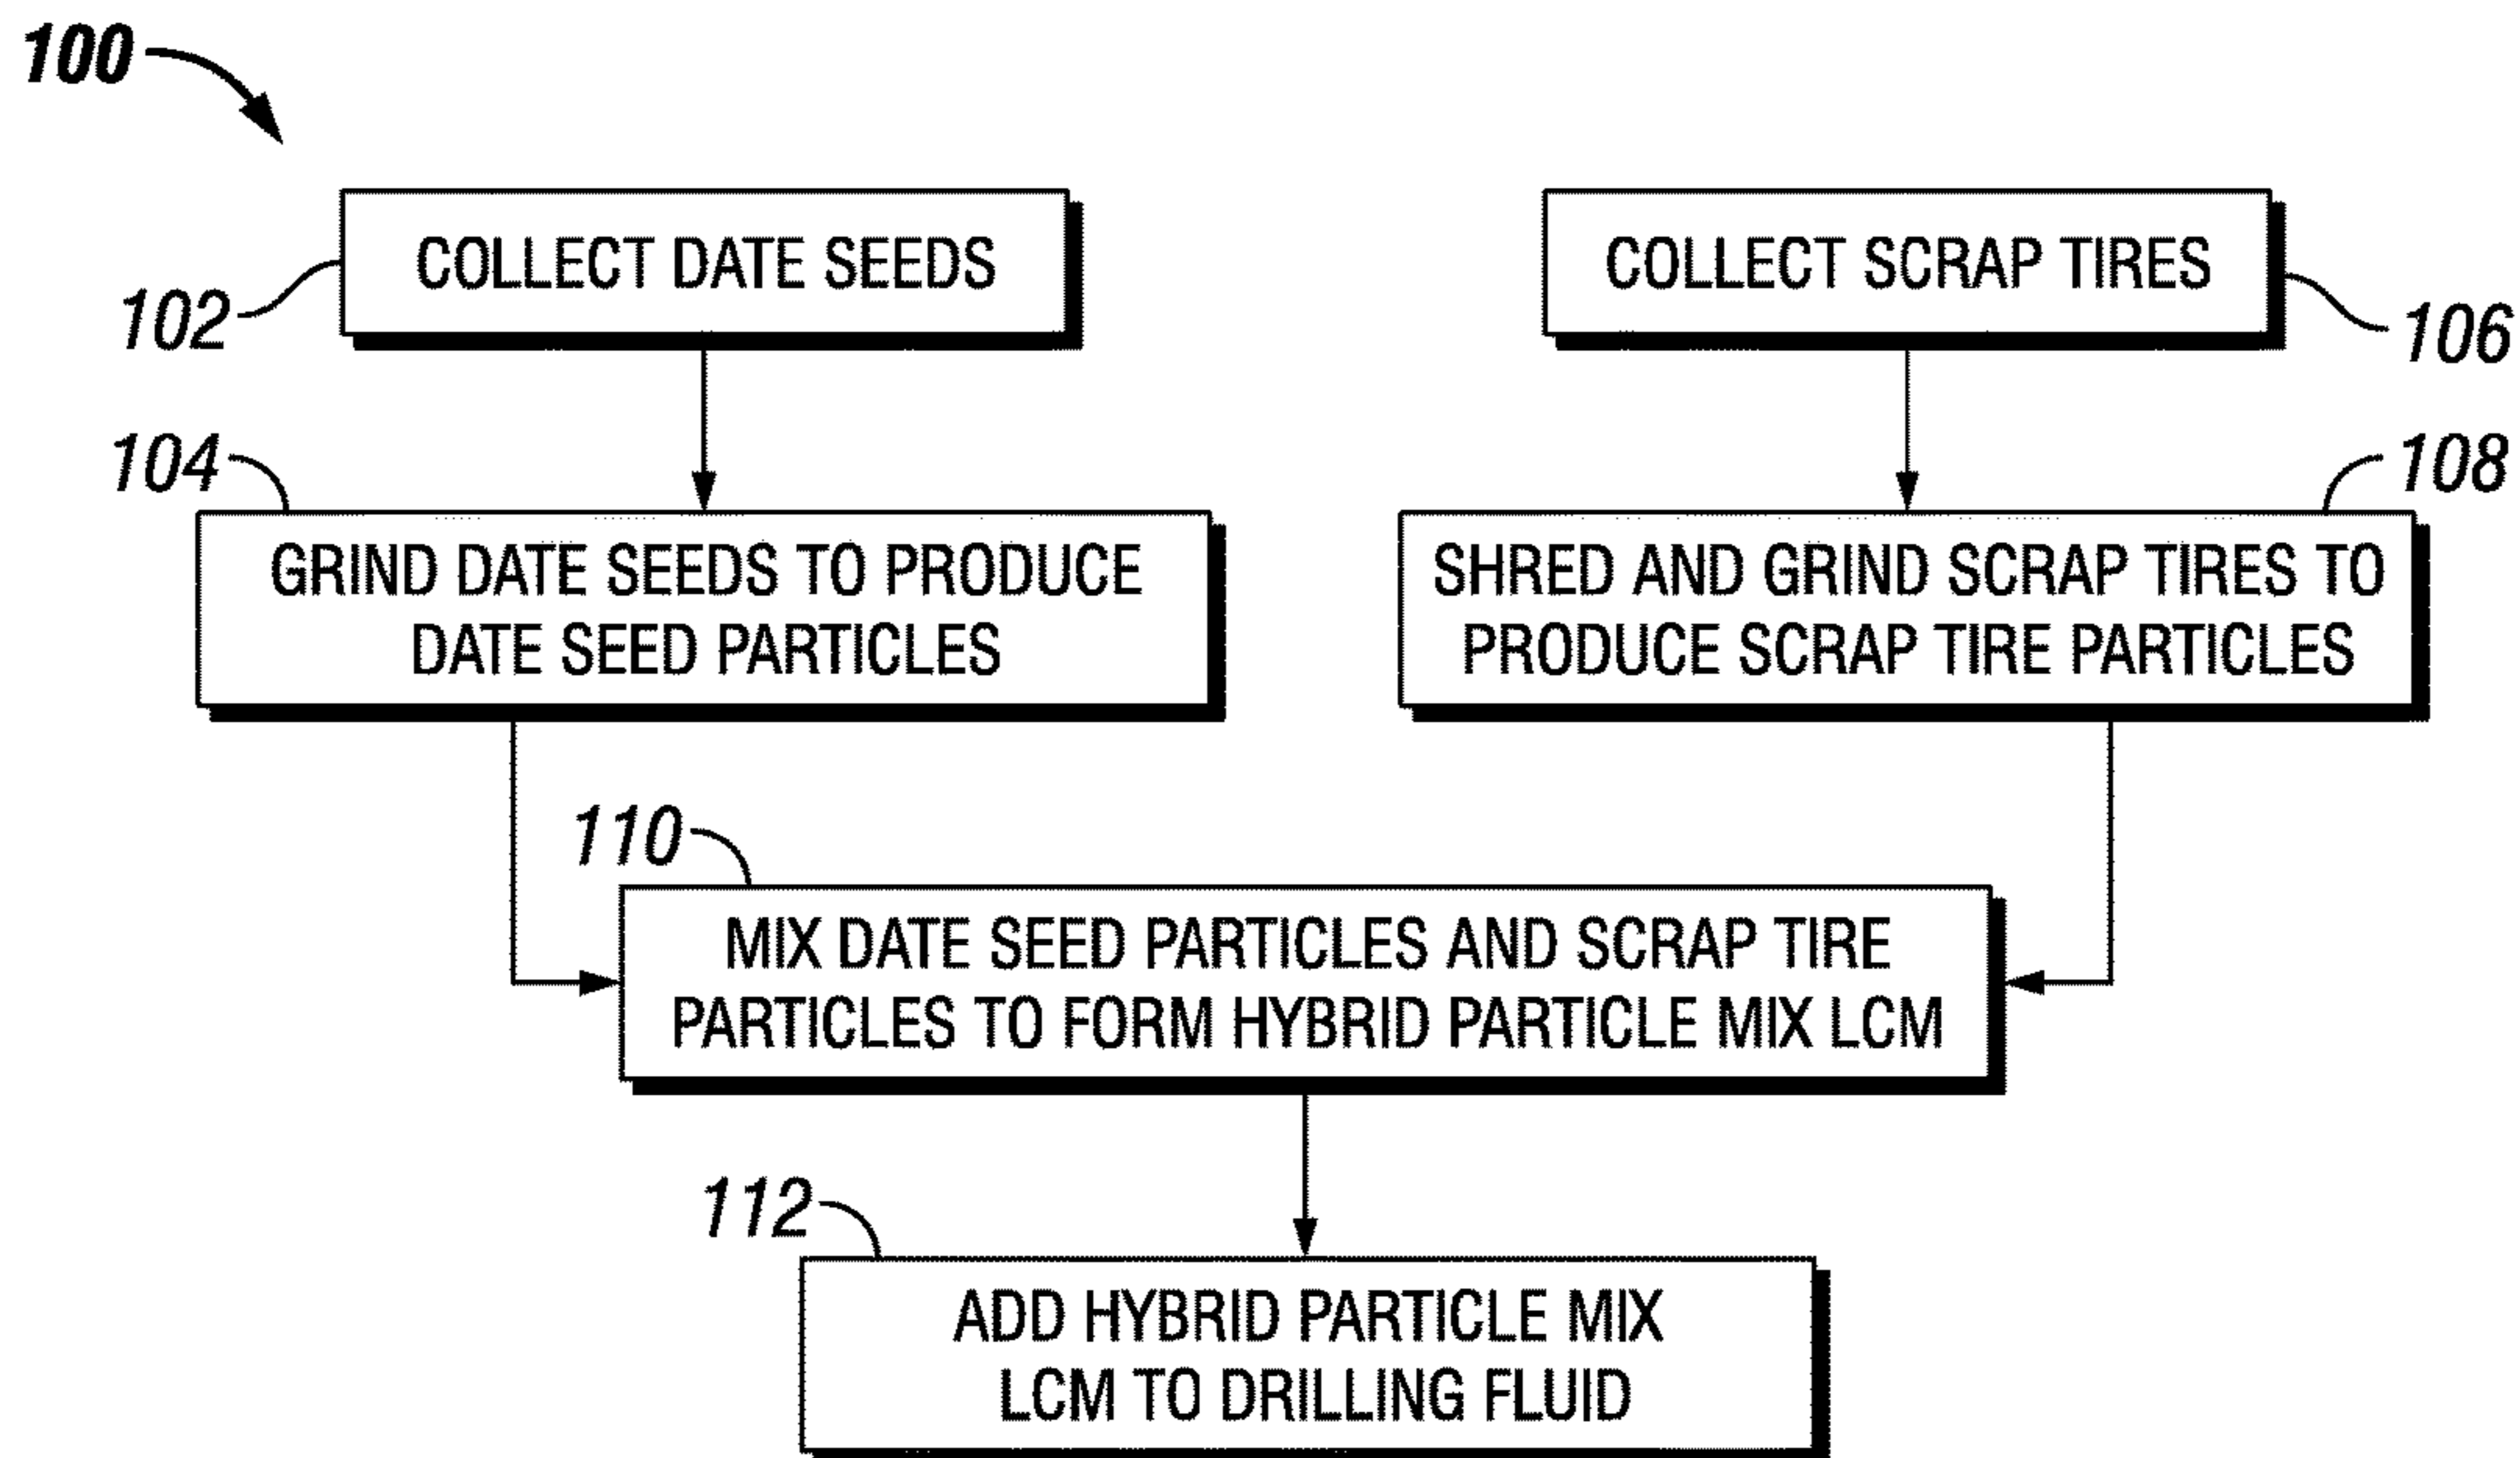 100
COLLECT DATE SEEDS
COLLECT SCRAP TIRES
102
106
104
108
GRIND DATE SEEDS TO PRODUCE
DATE SEED PARTICLES
SHRED AND GRIND SCRAP TIRES TO
PRODUCE SCRAP TIRE PARTICLES
110
MIX DATE SEED PARTICLES AND SCRAP TIRE
PARTICLES TO FORM HYBRID PARTICLE MIX LCM
112
ADD HYBRID PARTICLE MIX
LCM TO DRILLING FLUID